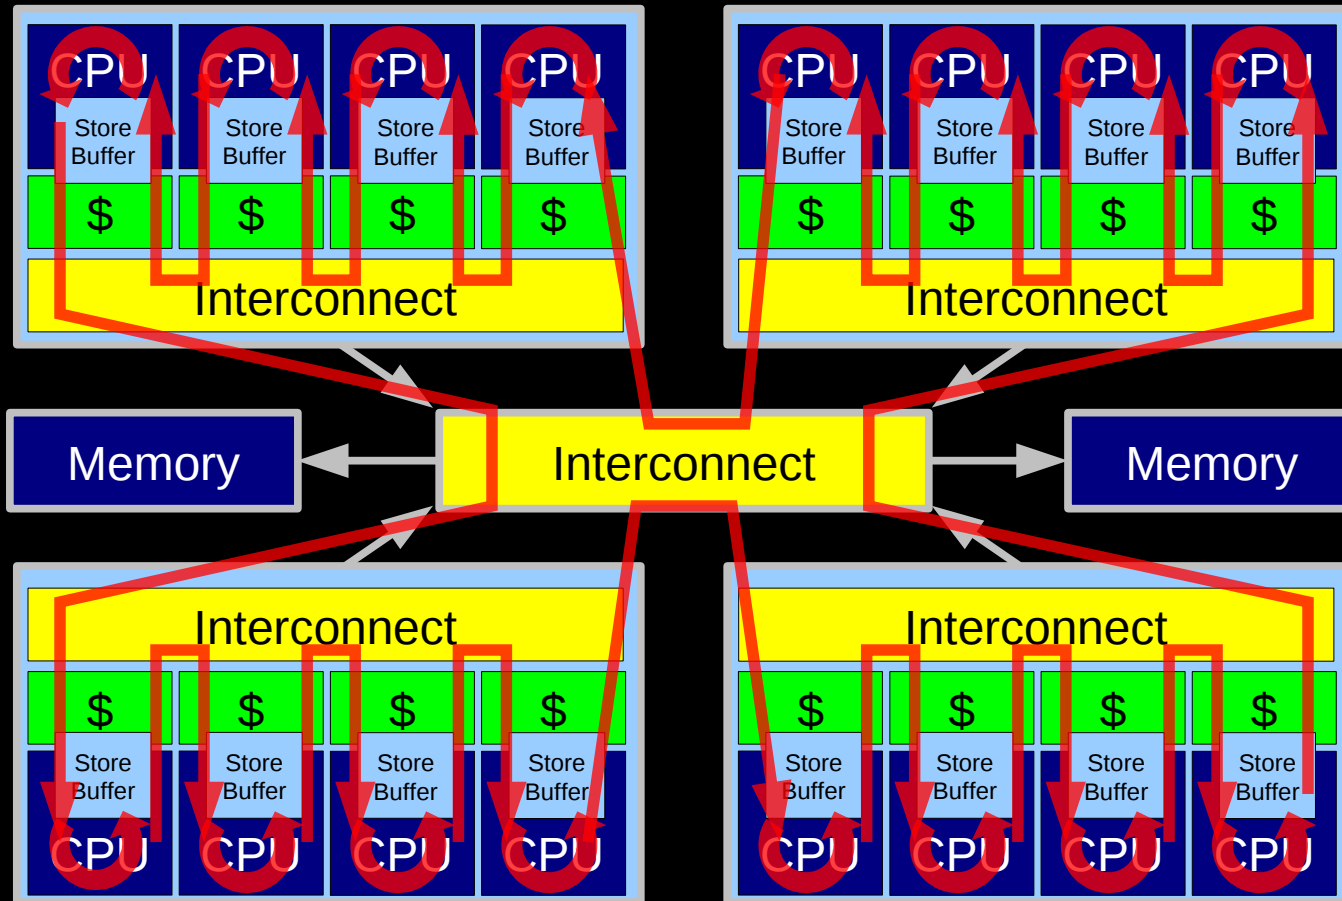 CPU CPU CPU CPU CPU CPU CPU CPU
Store Store Store Store Store Store Store Store
Buffer Buffer Buffer Buffer Buffer Buffer Buffer Buffer
$ $ $ $ $ $ $ $
Interconnect Interconnect
Memory Interconnect Memory
Interconnect Interconnect
$ $ $ $ $ $ $ $
Store Store Store Store Store Store Store Store
Buffer Buffer Buffer Buffer Buffer Buffer Buffer Buffer
CPU CPU CPU CPU CPU CPU CPU CPU